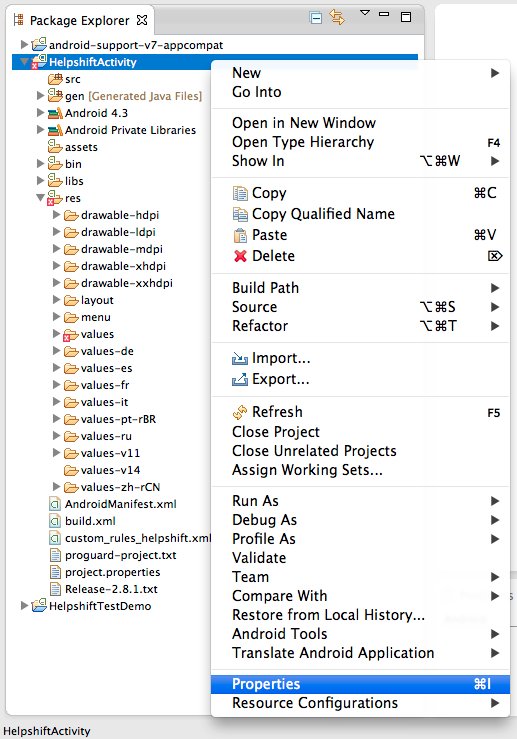 Package Explorer
android-support-v7-appcompat
HelpshiftActivity
src
gen [Generated Java Files]
Android 4.3
Android Private Libraries
assets
bin
libs
res
drawable-hdpi
drawable-ldpi
drawable-mdpi
drawable-xhdpi
drawable-xxhdpi
layout
menu
values
values-de
values-es
values-fr
values-it
values-pt-rBR
values-ru
values-v11
values-v14
values-zh-rCN
AndroidManifest.xml
build.xml
custom_rules_helpshift.xml
proguard-project.txt
project.properties
Release-2.8.1.txt
HelpshiftTestDemo
New
Go Into
Open in New Window
Open Type Hierarchy F4
Show In ⌥⌘W
Copy ⌘C
Copy Qualified Name
Paste ⌘V
Delete ⌦
Build Path
Source ⌥⌘S
Refactor ⌥⌘T
Import...
Export...
Refresh F5
Close Project
Close Unrelated Projects
Assign Working Sets...
Run As
Debug As
Profile As
Validate
Team
Compare With
Restore from Local History...
Android Tools
Translate Android Application
Properties ⌘I
Resource Configurations
HelpshiftActivity